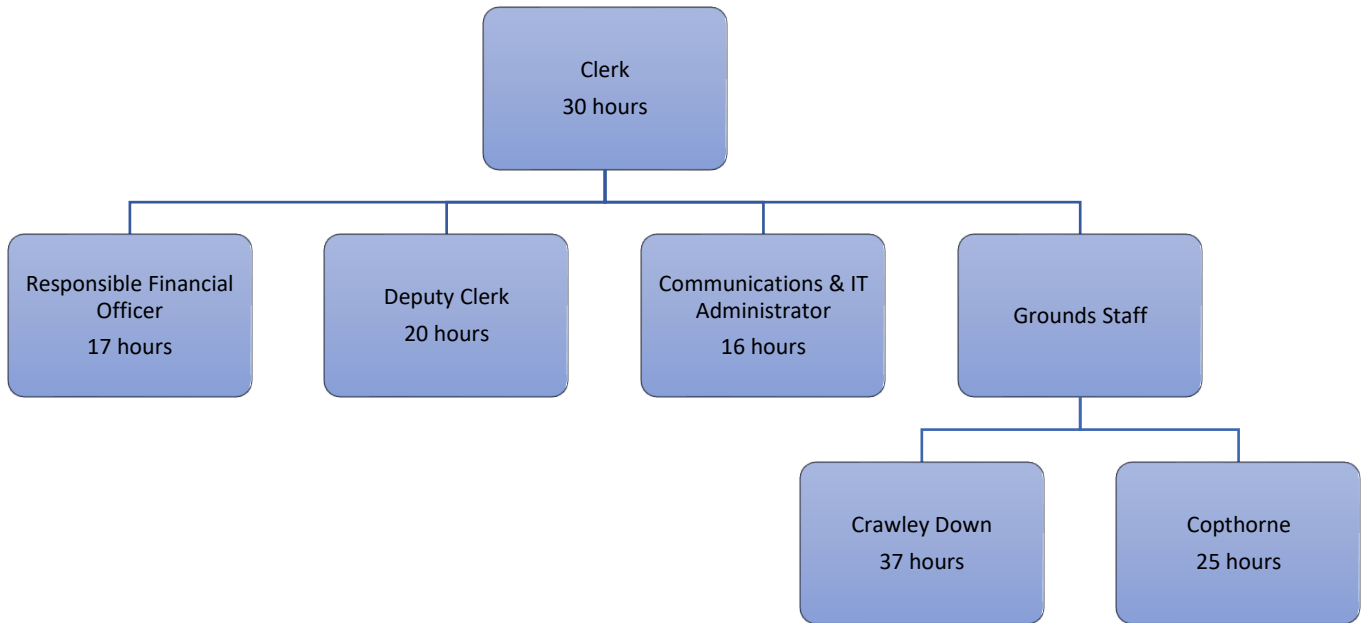 Clerk
30 hours
Responsible Financial
Officer
17 hours
Deputy Clerk
20 hours
Communications & IT
Administrator
16 hours
Grounds Staff
Crawley Down
37 hours
Copthorne
25 hours